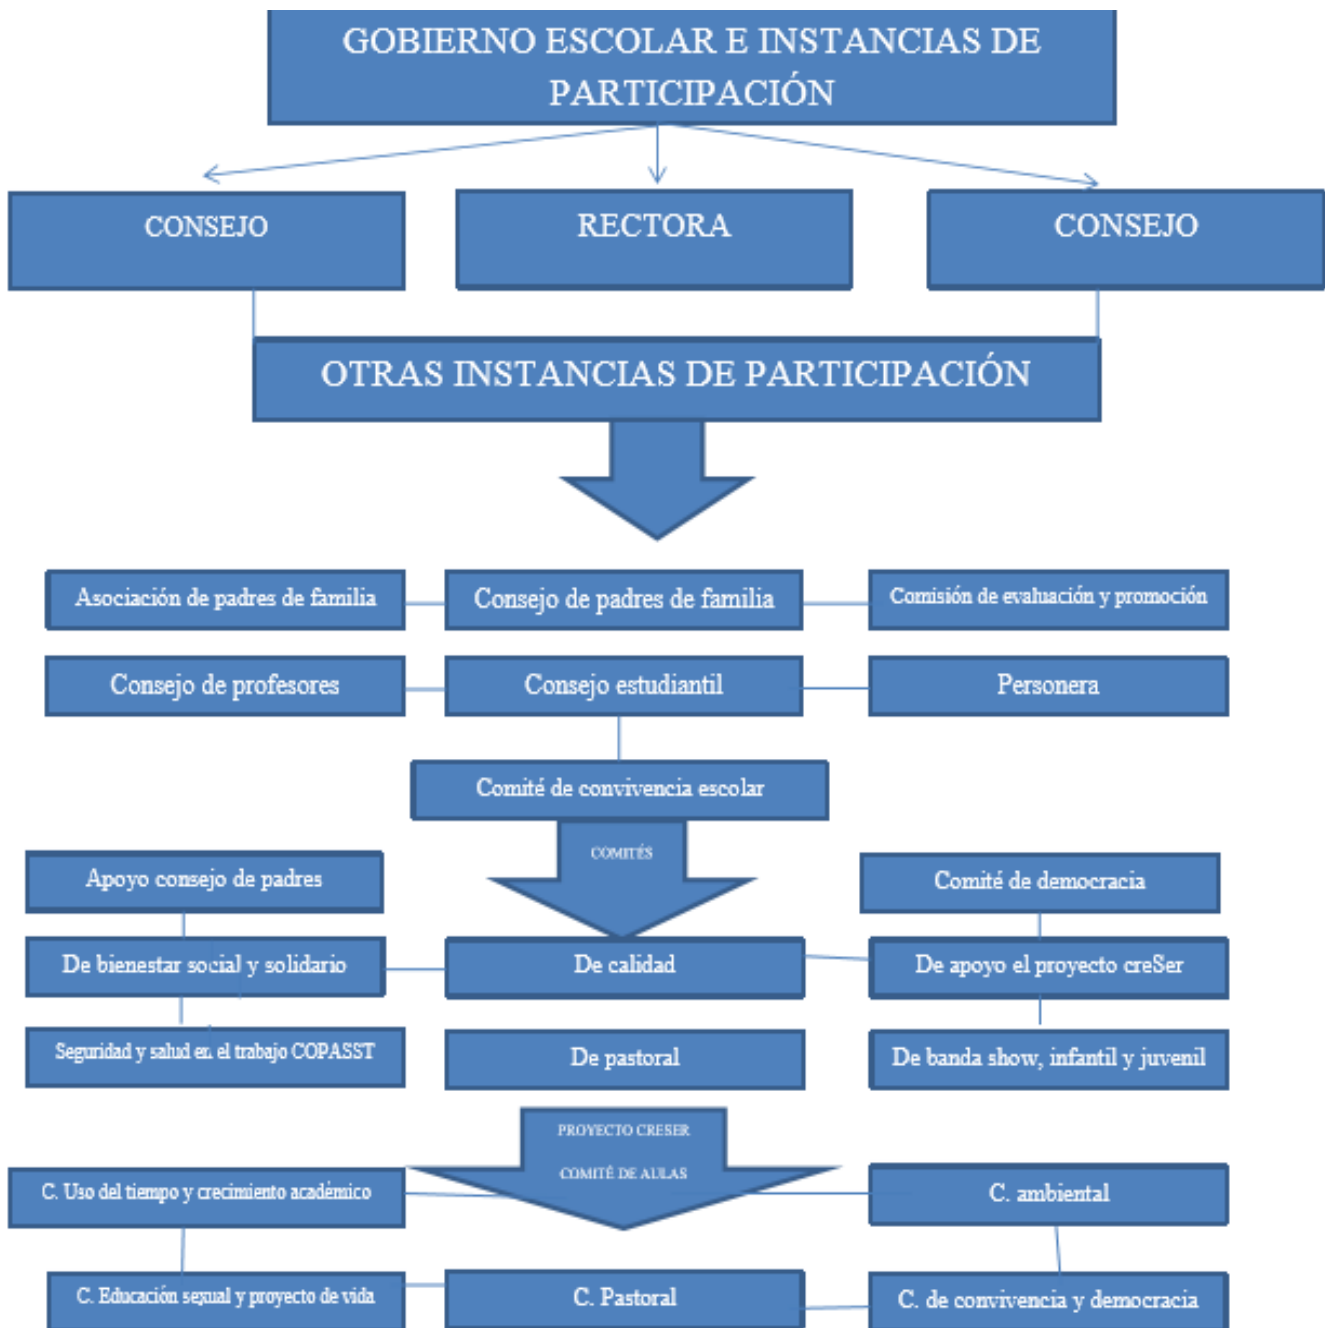 GOBIERNO ESCOLAR E INSTANCIAS DE
PARTICIPACIÓN
CONSEJO
RECTORA
CONSEJO
OTRAS INSTANCIAS DE PARTICIPACIÓN
Asociación de padres de familia
Consejo de padres de familia
Comisión de evaluación y promoción
Consejo de profesores
Consejo estudiantil
Personera
Comité de convivencia escolar
COMITÉS
Apoyo consejo de padres
Comité de democracia
De bienestar social y solidario
De calidad
De apoyo el proyecto creSer
Seguridad y salud en el trabajo COPASST
De pastoral
De banda show, infantil y juvenil
PROYECTO CRESER
COMITÉ DE AULAS
C. Uso del tiempo y crecimiento académico
C. ambiental
C. Educación sexual y proyecto de vida
C. Pastoral
C. de convivencia y democracia